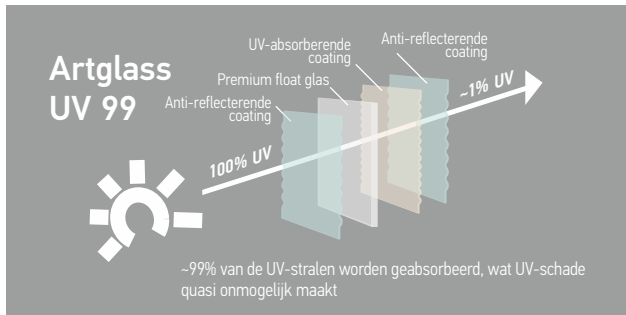 Artglass
UV 99
UV-absorberende
coating
Anti-reflecterende
coating
Premium float glas
Anti-reflecterende
coating
~1% UV
100% UV
~99% van de UV-stralen worden geabsorbeerd, wat UV-schade
quasi onmogelijk maakt